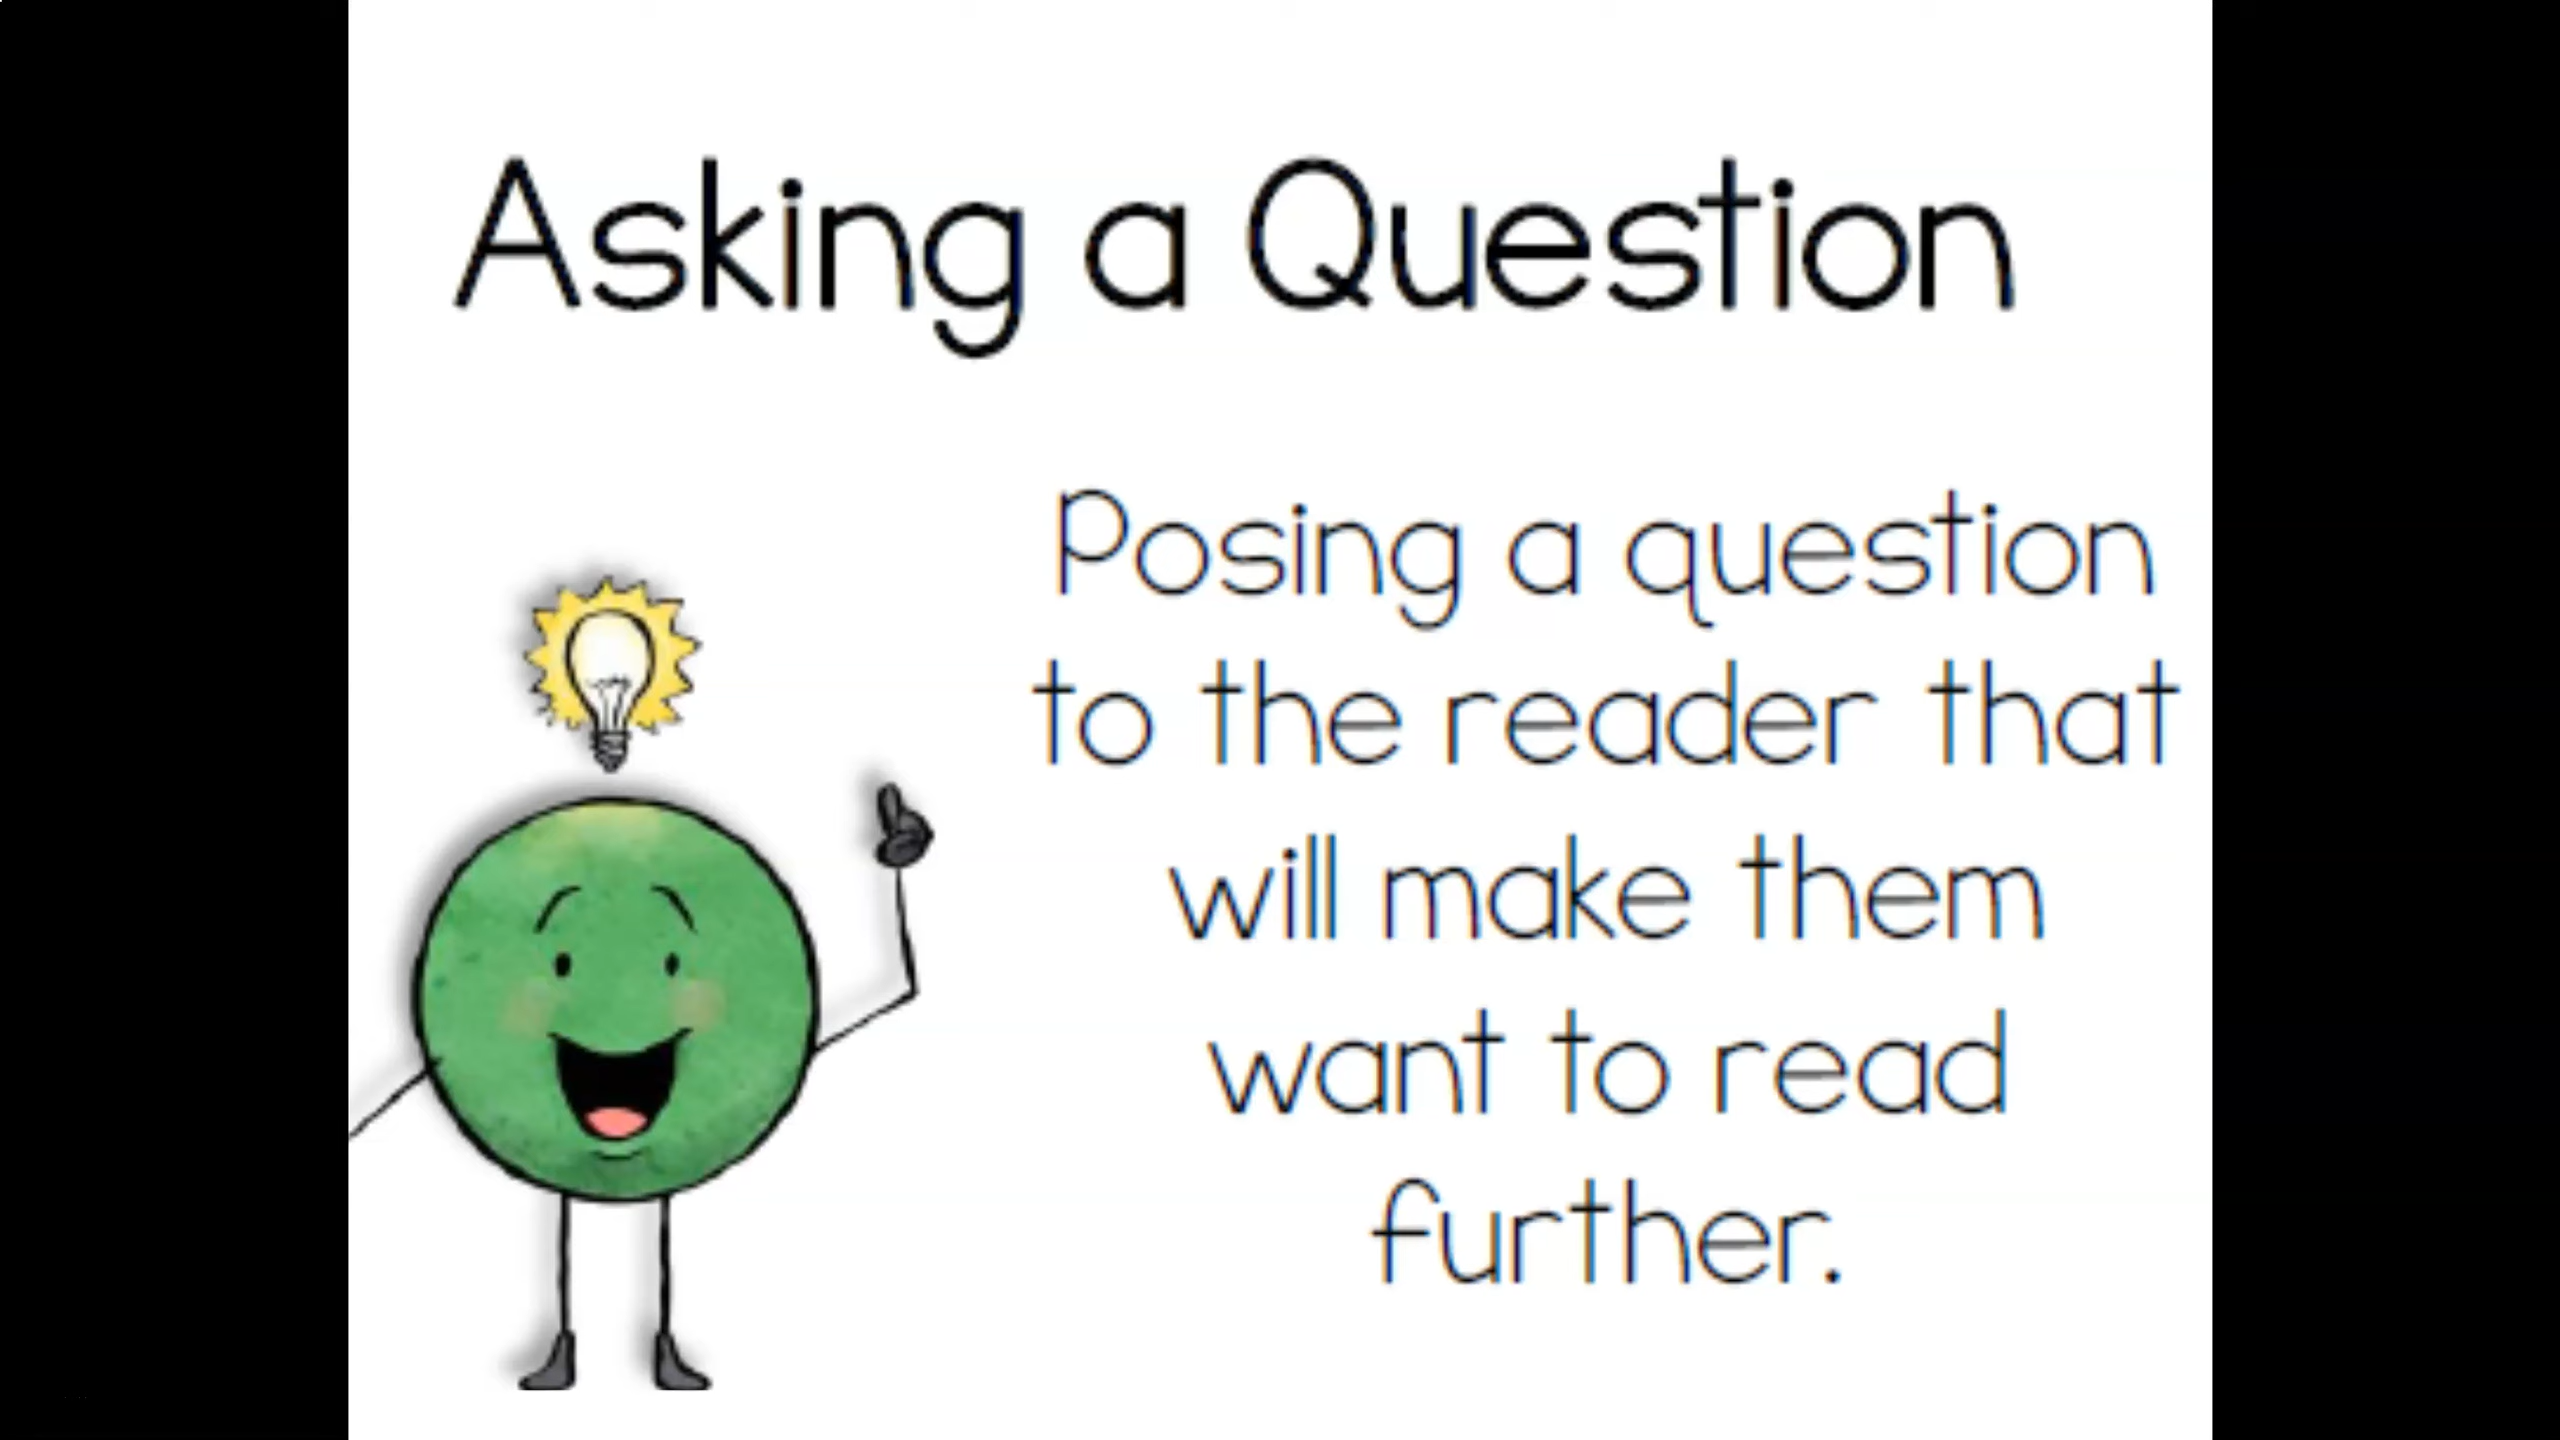 Asking a Question
Posing a question
to the reader that
will make them
want to read
further.